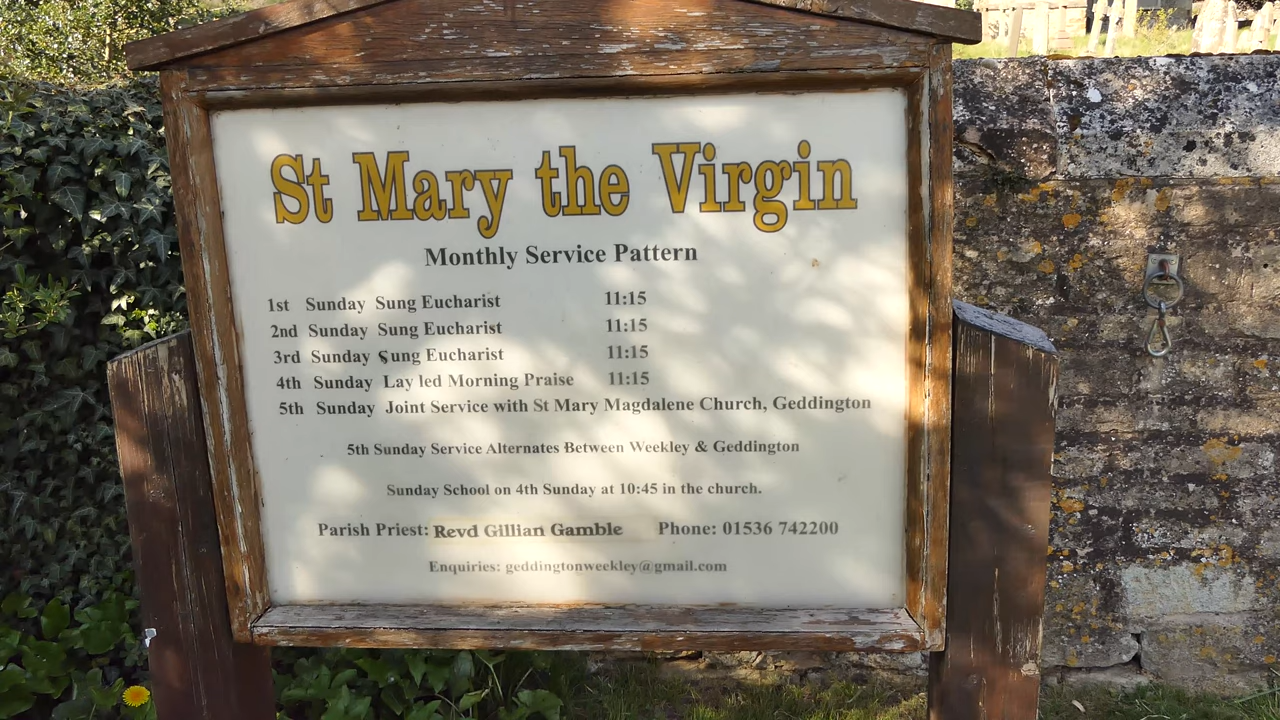 St Mary the Virgin
Monthly Service Pattern
1st Sunday Sung Eucharist 11:15
2nd Sunday Sung Eucharist 11:15
3rd Sunday Sung Eucharist 11:15
4th Sunday Lay led Morning Praise 11:15
5th Sunday Joint Service with St Mary Magdalene Church, Geddington
5th Sunday Service Alternates Between Weekley & Geddington
Sunday School on 4th Sunday at 10:45 in the church.
Parish Priest: Revd Gillian Gamble Phone: 01536 742200
Enquiries: geddingtonweekley@gmail.com